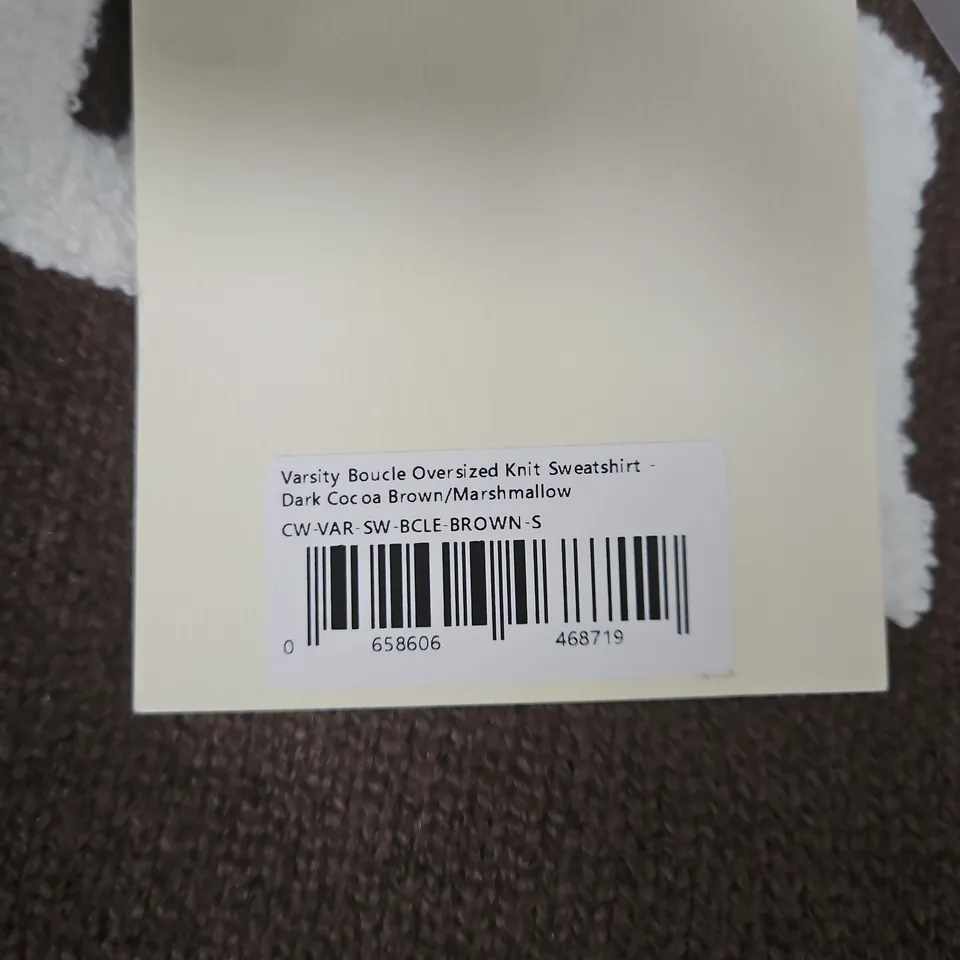 Varsity Boucle Oversized Knit Sweatshirt -
Dark Cocoa Brown/Marshmallow
CW-VAR-SW-BCLE-BROWN-S
0 658606 468719